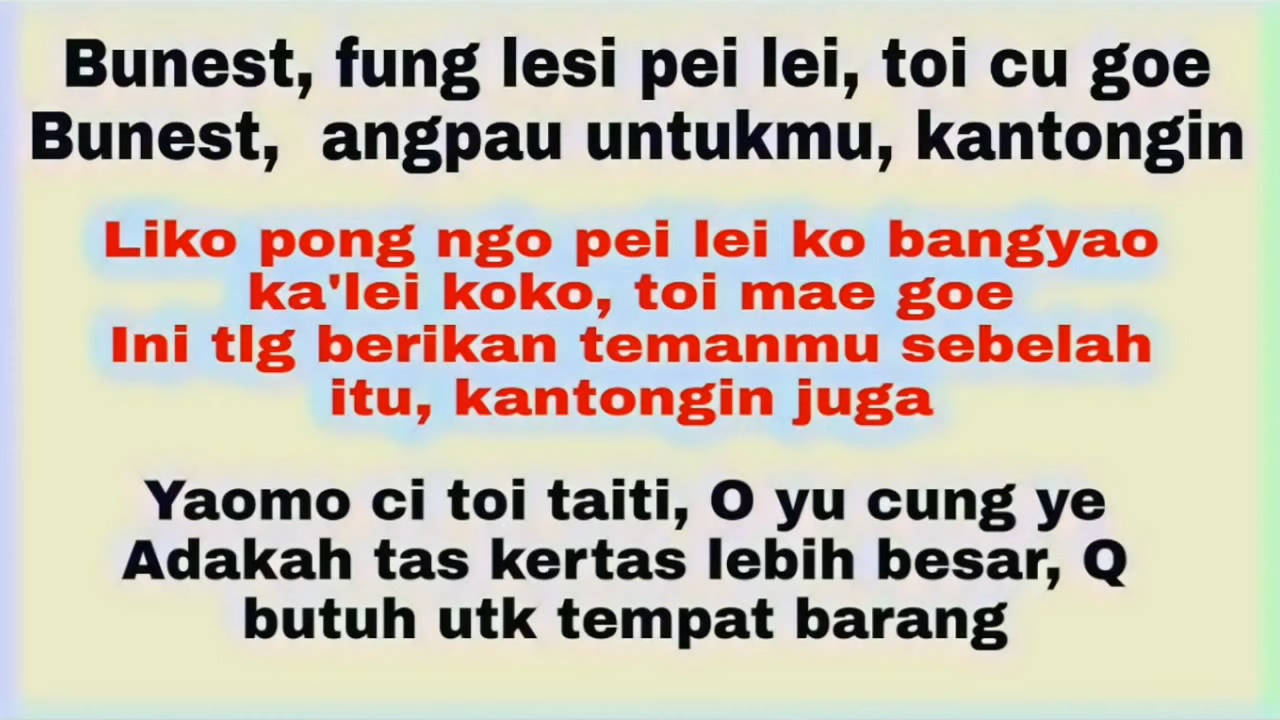 Bunest, fung lesi pei lei, toi cu goe
Bunest, angpau untukmu, kantongin
Liko pong ngo pei lei ko bangyao
ka'lei koko, toi mae goe
Ini tlg berikan temanmu sebelah
itu, kantongin juga
Yaomo ci toi taiti, O yu cung ye
Adakah tas kertas lebih besar, Q
butuh utk tempat barang